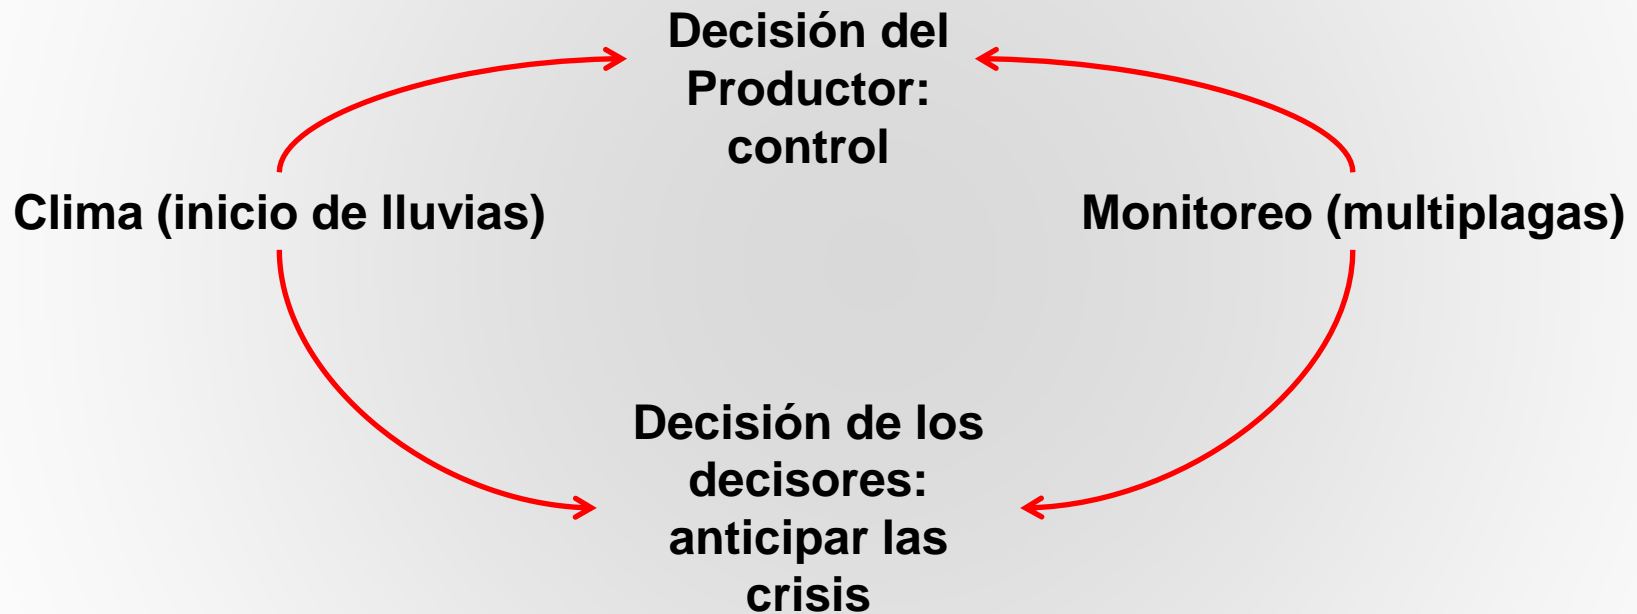 Decisión del
Productor:
control
Clima (inicio de lluvias)
Monitoreo (multiplagas)
Decisión de los
decisores:
anticipar las
crisis